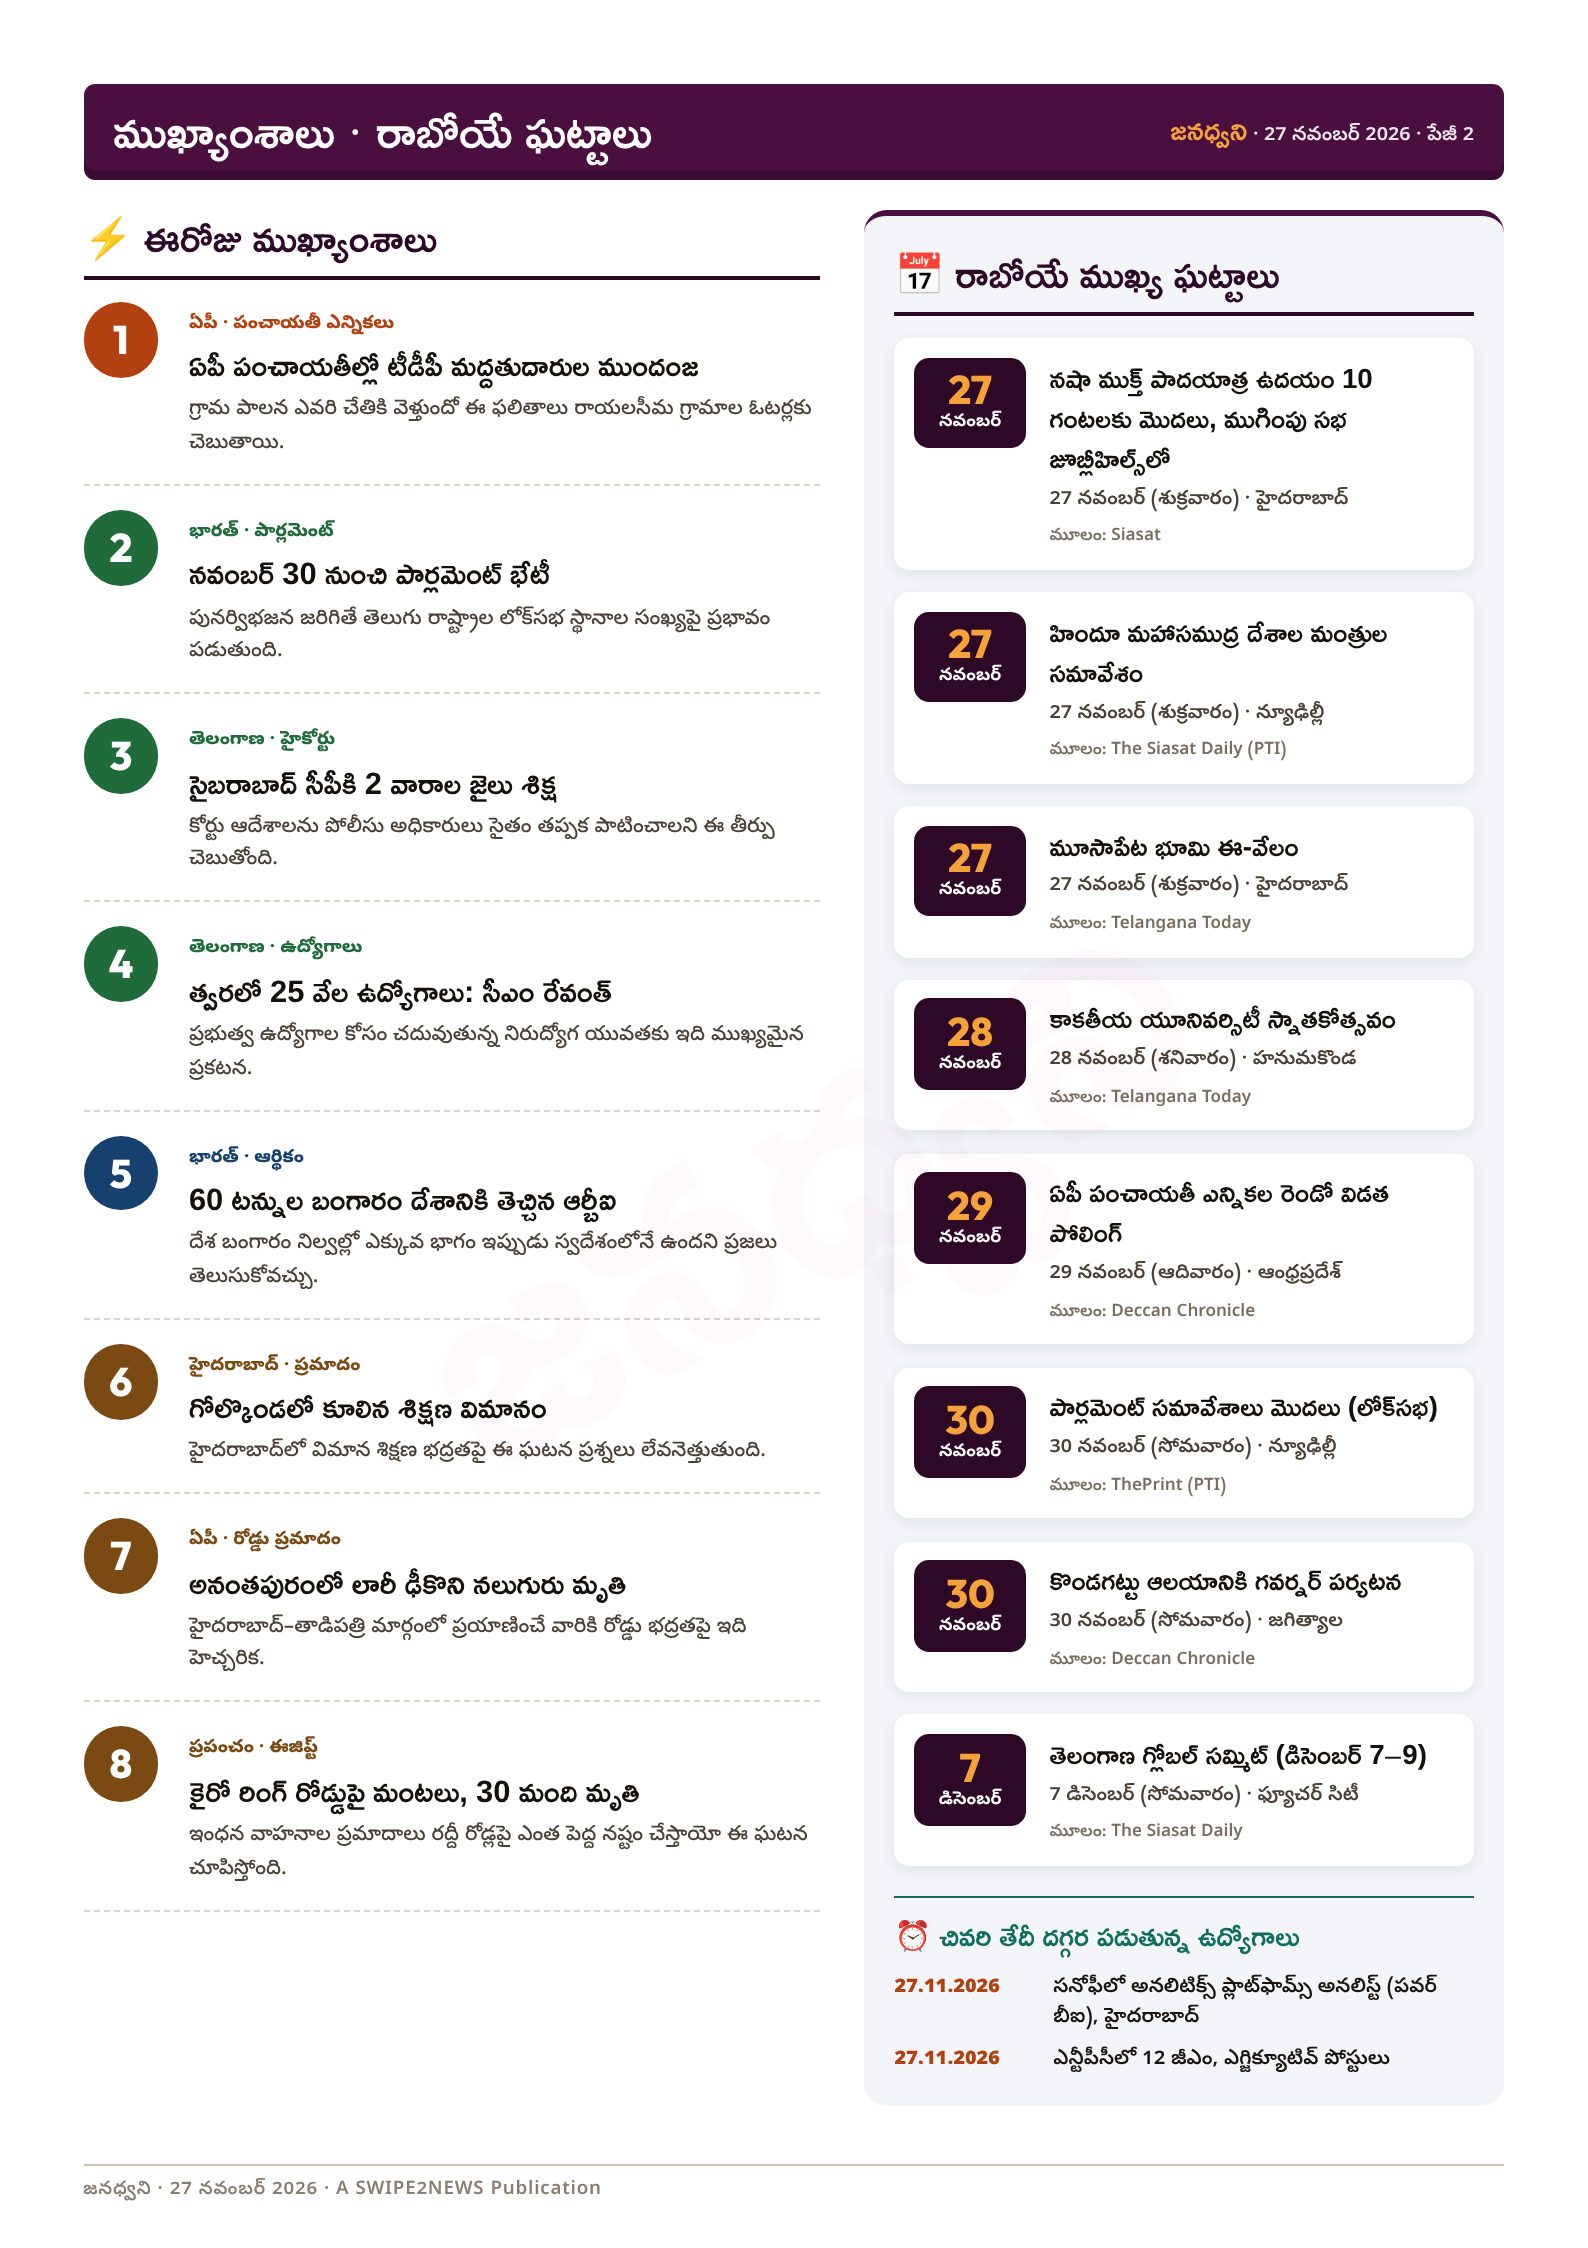 ముఖ్యాంశాలు · రాబోయే ఘట్టాలు
జనధ్వని · 27 నవంబర్ 2026 · పేజీ 2
⚡ ఈరోజు ముఖ్యాంశాలు
1
ఏపీ · పంచాయతీ ఎన్నికలు
ఏపీ పంచాయతీల్లో టీడీపీ మద్దతుదారుల ముందంజ
గ్రామ పాలన ఎవరి చేతికి వెళ్తుందో ఈ ఫలితాలు రాయలసీమ గ్రామాల ఓటర్లకు
చెబుతాయి.
2
భారత్ · పార్లమెంట్
నవంబర్ 30 నుంచి పార్లమెంట్ భేటీ
పునర్విభజన జరిగితే తెలుగు రాష్ట్రాల లోక్‌సభ స్థానాల సంఖ్యపై ప్రభావం
పడుతుంది.
3
తెలంగాణ · హైకోర్టు
సైబరాబాద్ సీపీకి 2 వారాల జైలు శిక్ష
కోర్టు ఆదేశాలను పోలీసు అధికారులు సైతం తప్పక పాటించాలని ఈ తీర్పు
చెబుతోంది.
4
తెలంగాణ · ఉద్యోగాలు
త్వరలో 25 వేల ఉద్యోగాలు: సీఎం రేవంత్
ప్రభుత్వ ఉద్యోగాల కోసం చదువుతున్న నిరుద్యోగ యువతకు ఇది ముఖ్యమైన
ప్రకటన.
5
భారత్ · ఆర్థికం
60 టన్నుల బంగారం దేశానికి తెచ్చిన ఆర్బీఐ
దేశ బంగారం నిల్వల్లో ఎక్కువ భాగం ఇప్పుడు స్వదేశంలోనే ఉందని ప్రజలు
తెలుసుకోవచ్చు.
6
హైదరాబాద్ · ప్రమాదం
గోల్కొండలో కూలిన శిక్షణ విమానం
హైదరాబాద్‌లో విమాన శిక్షణ భద్రతపై ఈ ఘటన ప్రశ్నలు లేవనెత్తుతుంది.
7
ఏపీ · రోడ్డు ప్రమాదం
అనంతపురంలో లారీ ఢీకొని నలుగురు మృతి
హైదరాబాద్–తాడిపత్రి మార్గంలో ప్రయాణించే వారికి రోడ్డు భద్రతపై ఇది
హెచ్చరిక.
8
ప్రపంచం · ఈజిప్ట్
కైరో రింగ్ రోడ్డుపై మంటలు, 30 మంది మృతి
ఇంధన వాహనాల ప్రమాదాలు రద్దీ రోడ్లపై ఎంత పెద్ద నష్టం చేస్తాయో ఈ ఘటన
చూపిస్తోంది.
📅 రాబోయే ముఖ్య ఘట్టాలు
27
నవంబర్
నషా ముక్త్ పాదయాత్ర ఉదయం 10
గంటలకు మొదలు, ముగింపు సభ
జూబ్లీహిల్స్‌లో
27 నవంబర్ (శుక్రవారం) · హైదరాబాద్
మూలం: Siasat
27
నవంబర్
హిందూ మహాసముద్ర దేశాల మంత్రుల
సమావేశం
27 నవంబర్ (శుక్రవారం) · న్యూఢిల్లీ
మూలం: The Siasat Daily (PTI)
27
నవంబర్
మూసాపేట భూమి ఈ-వేలం
27 నవంబర్ (శుక్రవారం) · హైదరాబాద్
మూలం: Telangana Today
28
నవంబర్
కాకతీయ యూనివర్సిటీ స్నాతకోత్సవం
28 నవంబర్ (శనివారం) · హనుమకొండ
మూలం: Telangana Today
29
నవంబర్
ఏపీ పంచాయతీ ఎన్నికల రెండో విడత
పోలింగ్
29 నవంబర్ (ఆదివారం) · ఆంధ్రప్రదేశ్
మూలం: Deccan Chronicle
30
నవంబర్
పార్లమెంట్ సమావేశాలు మొదలు (లోక్‌సభ)
30 నవంబర్ (సోమవారం) · న్యూఢిల్లీ
మూలం: ThePrint (PTI)
30
నవంబర్
కొండగట్టు ఆలయానికి గవర్నర్ పర్యటన
30 నవంబర్ (సోమవారం) · జగిత్యాల
మూలం: Deccan Chronicle
7
డిసెంబర్
తెలంగాణ గ్లోబల్ సమ్మిట్ (డిసెంబర్ 7–9)
7 డిసెంబర్ (సోమవారం) · ఫ్యూచర్ సిటీ
మూలం: The Siasat Daily
⏰ చివరి తేదీ దగ్గర పడుతున్న ఉద్యోగాలు
27.11.2026 సనోఫీలో అనలిటిక్స్ ప్లాట్‌ఫామ్స్ అనలిస్ట్ (పవర్
బీఐ), హైదరాబాద్
27.11.2026 ఎన్టీపీసీలో 12 జీఎం, ఎగ్జిక్యూటివ్ పోస్టులు
జనధ్వని
జనధ్వని · 27 నవంబర్ 2026 · A SWIPE2NEWS Publication